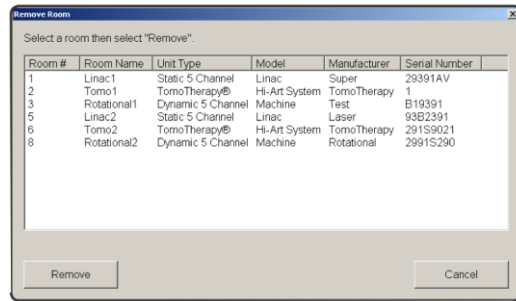 Remove Room
Select a room then select "Remove".
Room # Room Name Unit Type Model Manufacturer Serial Number
1 Linac1 Static 5 Channel Linac Super 29391AV
2 Tomo1 TomoTherapy® Hi-Art System TomoTherapy 1
3 Rotational1 Dynamic 5 Channel Machine Test B19391
5 Linac2 Static 5 Channel Linac Laser 93B2391
6 Tomo2 TomoTherapy® Hi-Art System TomoTherapy 291S9021
8 Rotational2 Dynamic 5 Channel Machine Rotational 2991S290
Remove Cancel